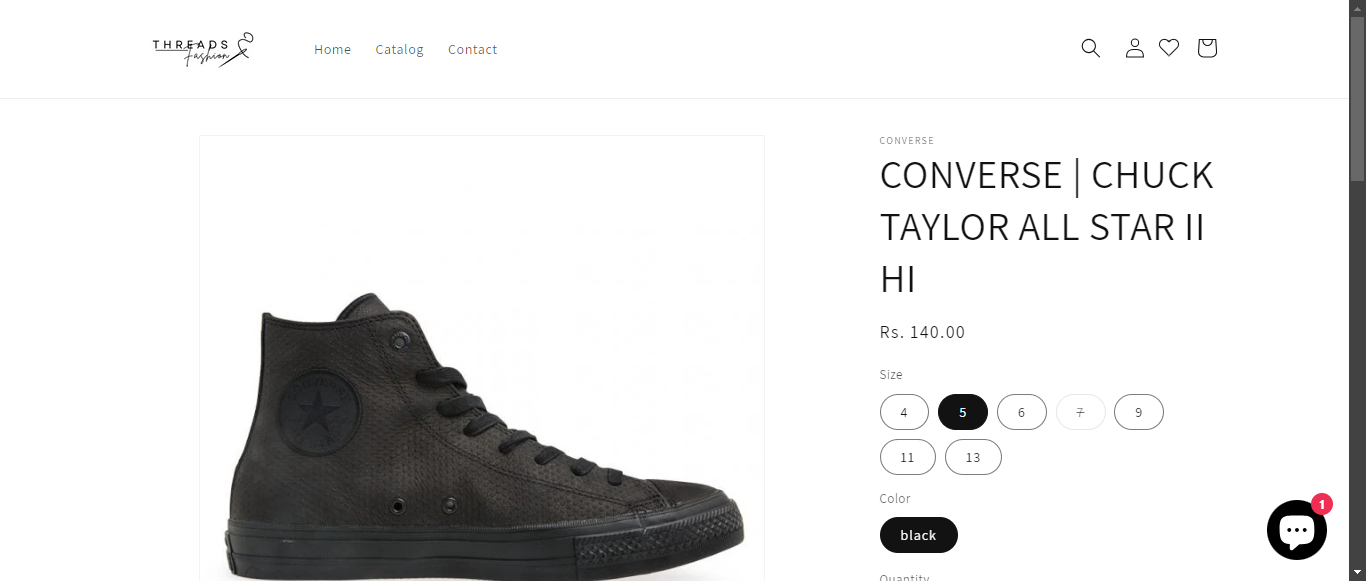 THREADS
Fashion
Home
Catalog
Contact
CONVERSE
CONVERSE | CHUCK
TAYLOR ALL STAR II
HI
Rs. 140.00
Size
4
5
6
7
9
11
13
Color
black
1
Quantity
CONVERSE